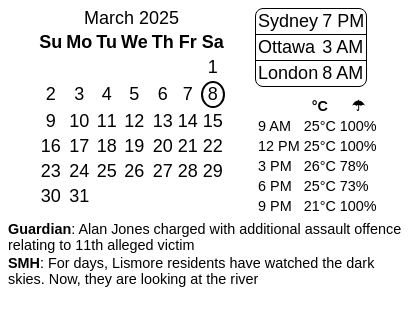 March 2025
Su Mo Tu We Th Fr Sa
1
2 3 4 5 6 7 8
9 10 11 12 13 14 15
16 17 18 19 20 21 22
23 24 25 26 27 28 29
30 31
Sydney 7 PM
Ottawa 3 AM
London 8 AM
°C ☂
9 AM 25°C 100%
12 PM 25°C 100%
3 PM 26°C 78%
6 PM 25°C 73%
9 PM 21°C 100%
Guardian: Alan Jones charged with additional assault offence
relating to 11th alleged victim
SMH: For days, Lismore residents have watched the dark
skies. Now, they are looking at the river